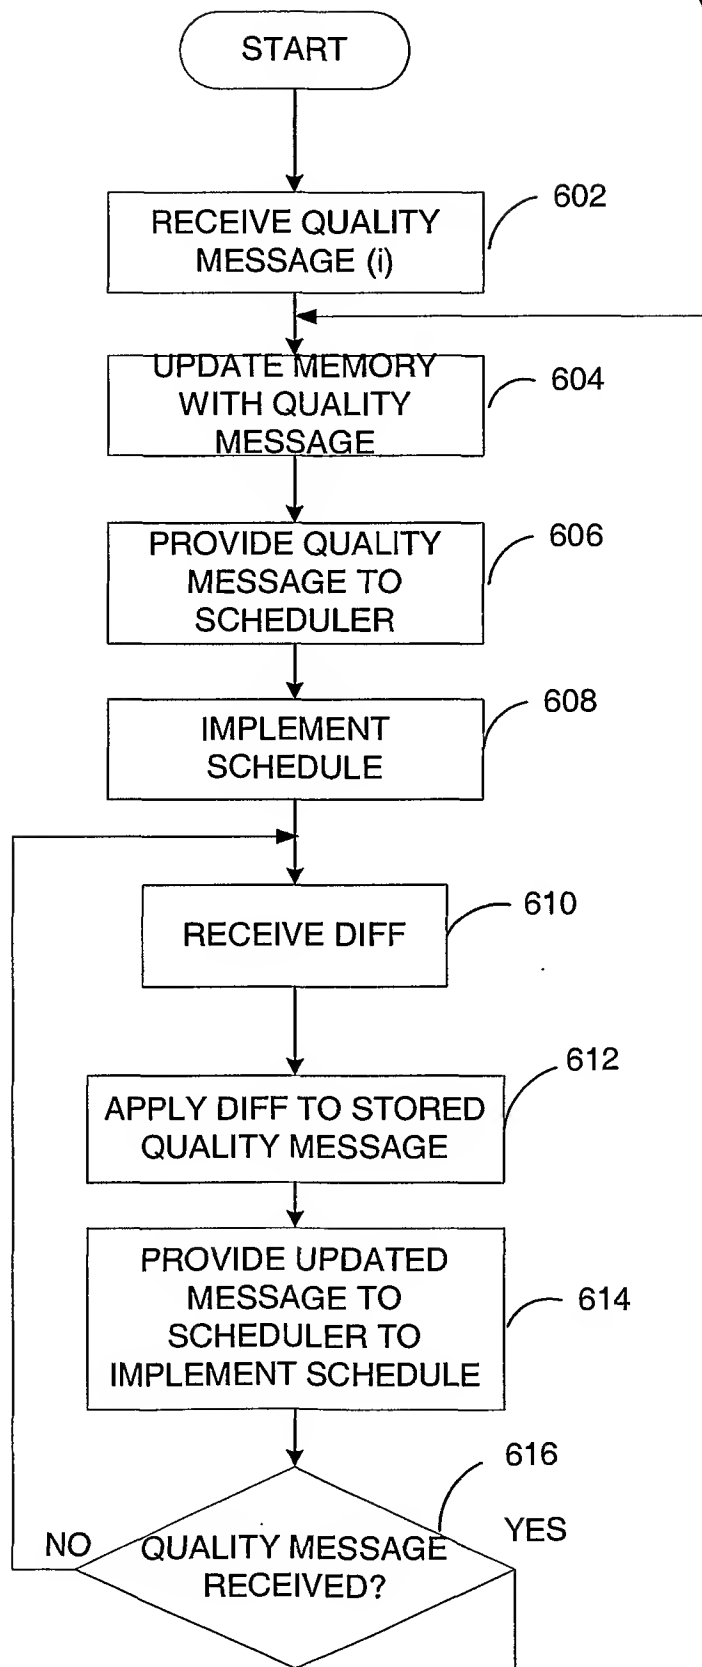 START
RECEIVE QUALITY
MESSAGE (i)
602
UPDATE MEMORY
WITH QUALITY
MESSAGE
604
PROVIDE QUALITY
MESSAGE TO
SCHEDULER
606
IMPLEMENT
SCHEDULE
608
RECEIVE DIFF
610
APPLY DIFF TO STORED
QUALITY MESSAGE
612
PROVIDE UPDATED
MESSAGE TO
SCHEDULER TO
IMPLEMENT SCHEDULE
614
616
NO
QUALITY MESSAGE
RECEIVED?
YES